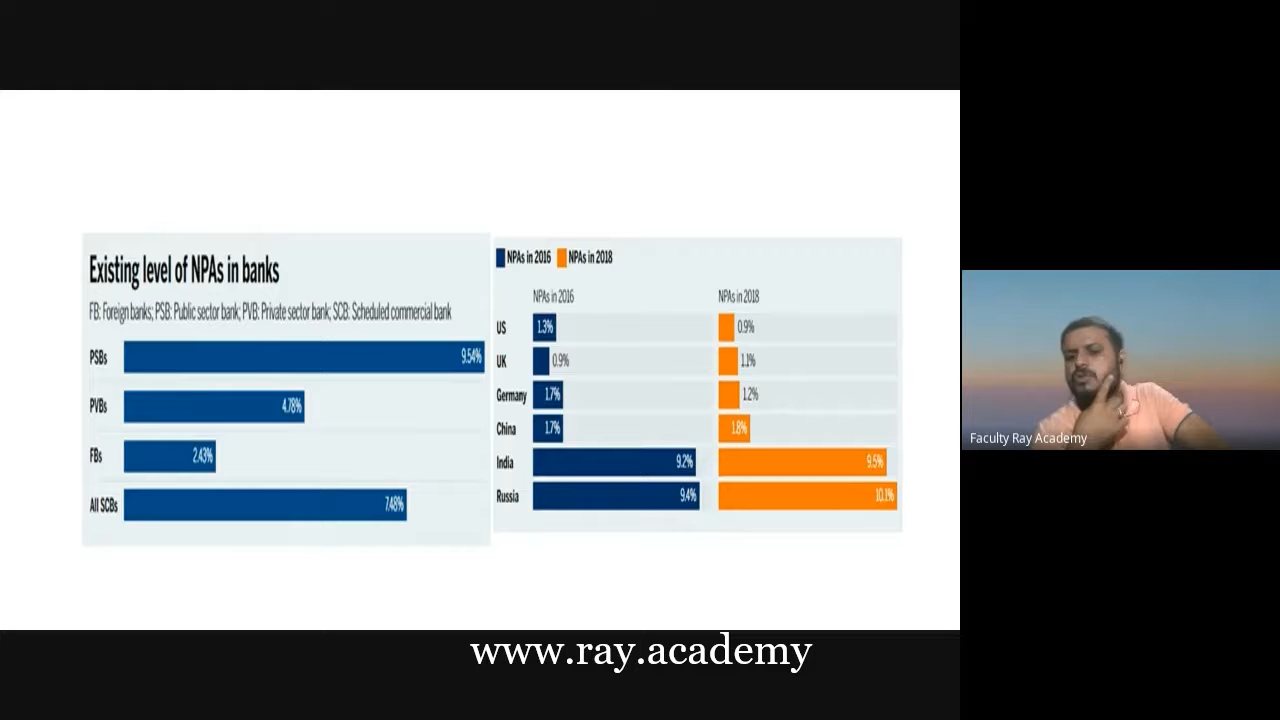 Existing level of NPAs in banks
FB: Foreign banks; PSB: Public sector bank; PVB: Private sector bank; SCB: Scheduled commercial bank
PSBs 9.54%
PVBs 4.78%
FBs 2.43%
All SCBs 7.48%
NPAs in 2016 NPAs in 2018
NPAs in 2016 NPAs in 2018
US 1.3% 0.9%
UK 0.9% 1.1%
Germany 1.7% 1.2%
China 1.7% 1.8%
India 9.2% 9.5%
Russia 9.4% 10.1%
Faculty Ray Academy
www.ray.academy